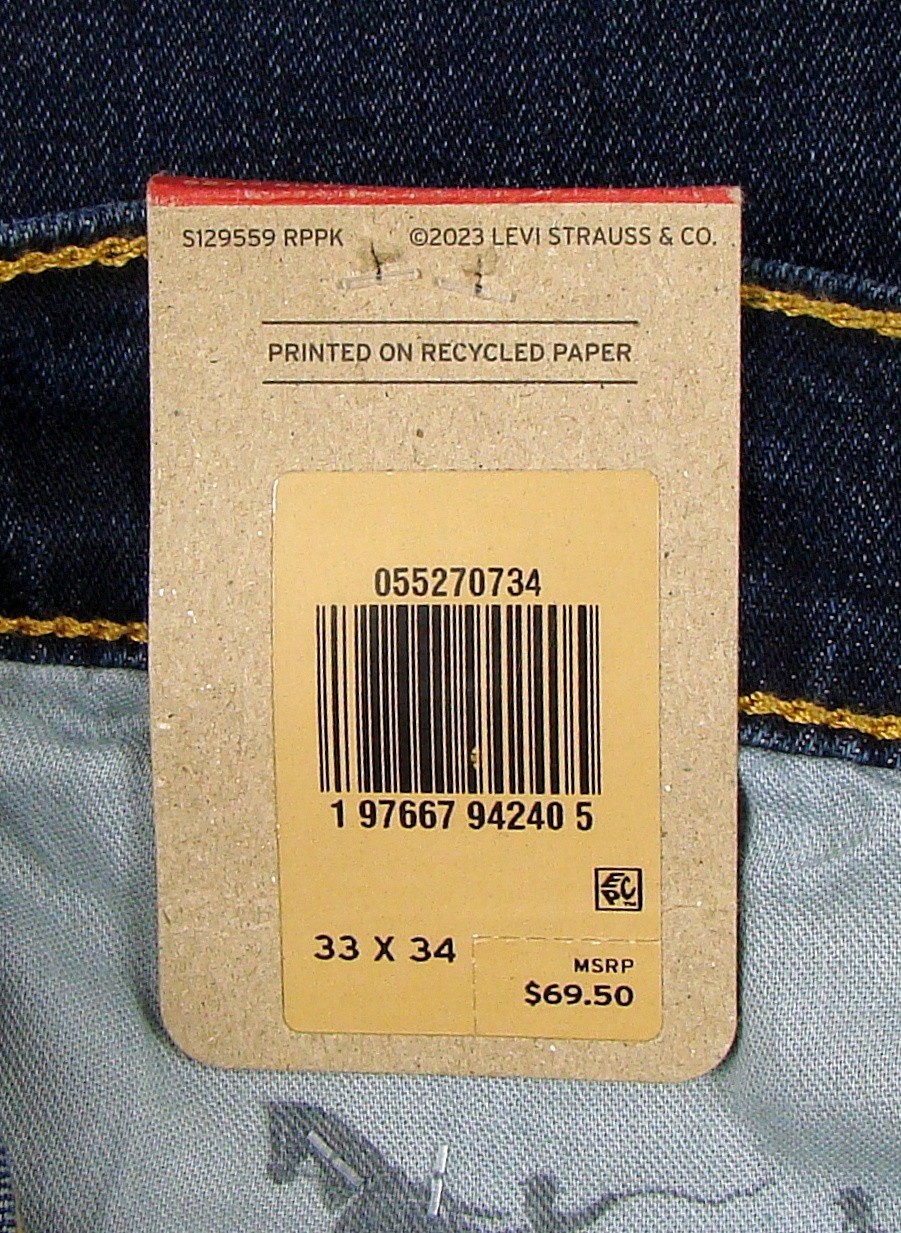 S129559 RPPK ©2023 LEVI STRAUSS & CO.
PRINTED ON RECYCLED PAPER
055270734
1 97667 94240 5
EPC™
33 X 34
MSRP
$69.50